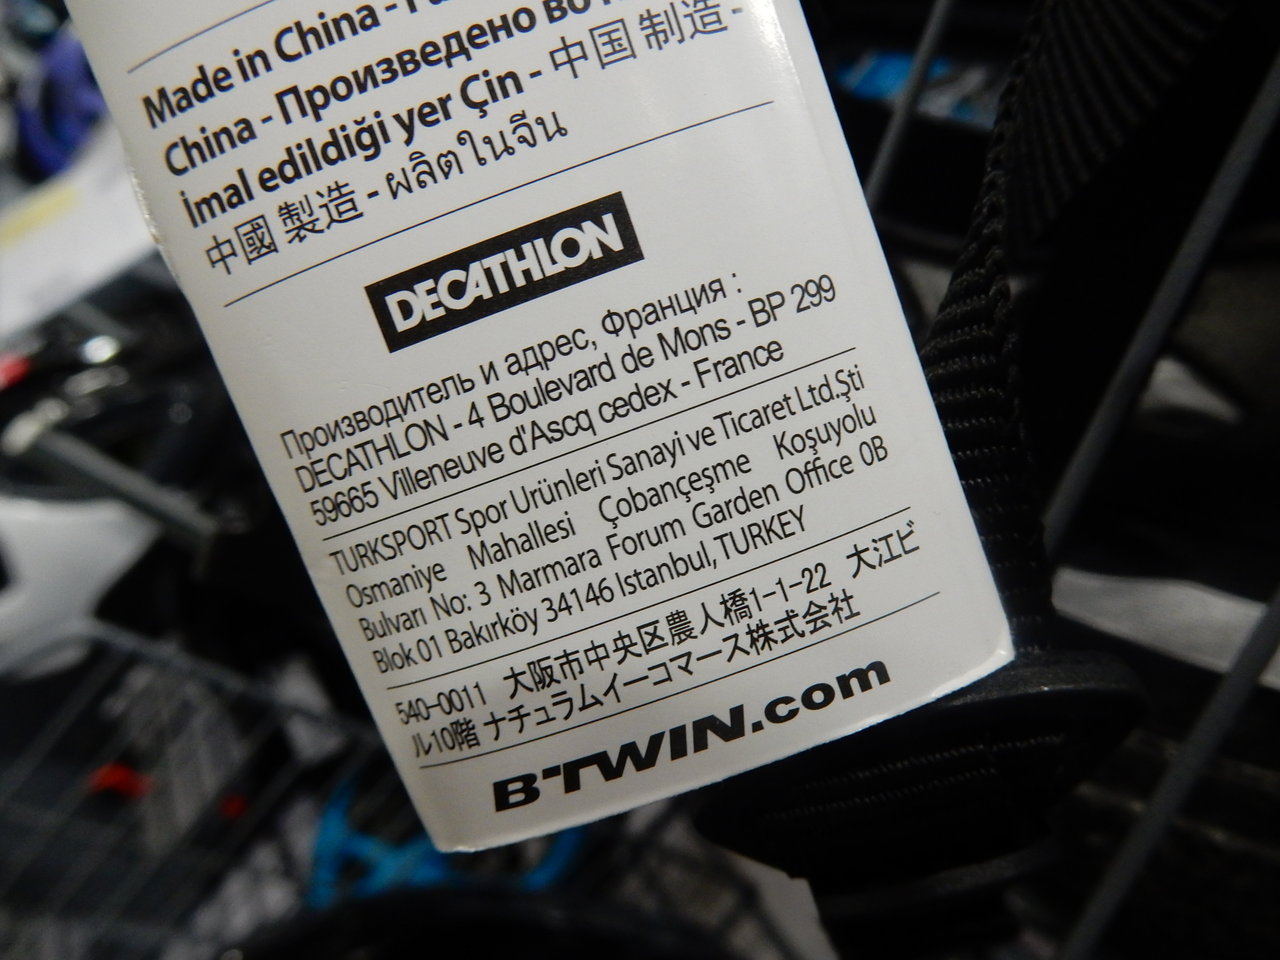 Made in China -
China - Произведено во
İmal edildiği yer Çin - 中国 制造 -
中國 製造 - ผลิตในจีน
DECATHLON
Производитель и адрес, Франция :
DECATHLON - 4 Boulevard de Mons - BP 299
59665 Villeneuve d'Ascq cedex - France
TURKSPORT Spor Urünleri Sanayi ve Ticaret Ltd.Şti
Osmaniye Mahallesi Çobançeşme Koşuyolu
Bulvarı No: 3 Marmara Forum Garden Office 0B
Blok 01 Bakırköy 34146 Istanbul, TURKEY
540-0011 大阪市中央区農人橋1-1-22 大江ビ
ル10階 ナチュラムイーコマース株式会社
BTWIN.com